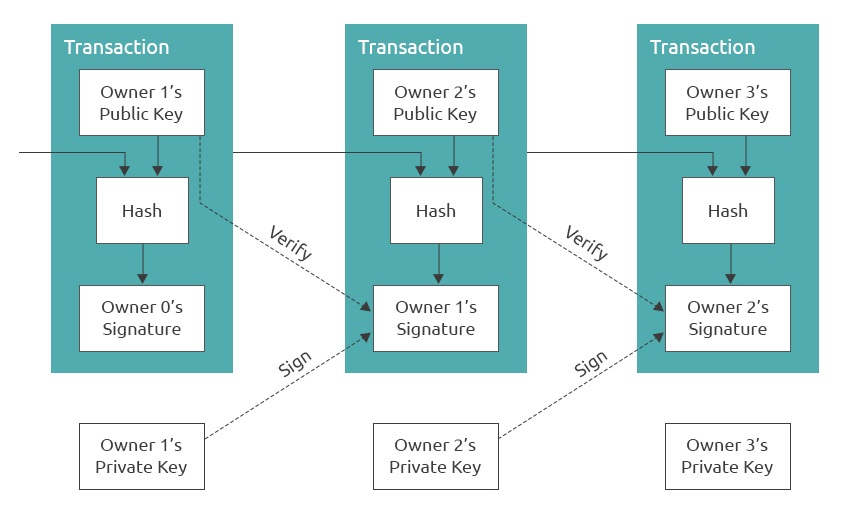 Transaction
Owner 1's
Public Key
Hash
Owner 0's
Signature
Transaction
Owner 2's
Public Key
Hash
Owner 1's
Signature
Transaction
Owner 3's
Public Key
Hash
Owner 2's
Signature
Verify
Verify
Sign
Sign
Owner 1's
Private Key
Owner 2's
Private Key
Owner 3's
Private Key